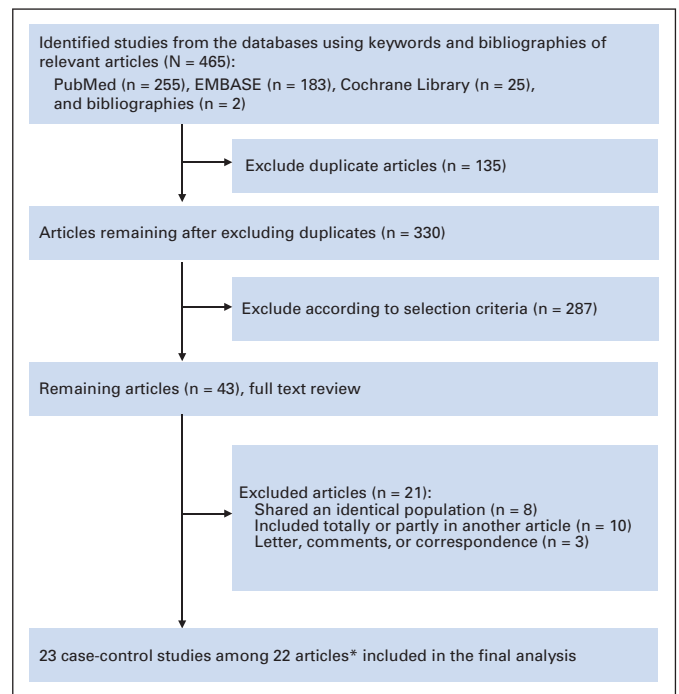 Identified studies from the databases using keywords and bibliographies of
relevant articles (N = 465):
PubMed (n = 255), EMBASE (n = 183), Cochrane Library (n = 25),
and bibliographies (n = 2)
Exclude duplicate articles (n = 135)
Articles remaining after excluding duplicates (n = 330)
Exclude according to selection criteria (n = 287)
Remaining articles (n = 43), full text review
Excluded articles (n = 21):
Shared an identical population (n = 8)
Included totally or partly in another article (n = 10)
Letter, comments, or correspondence (n = 3)
23 case-control studies among 22 articles* included in the final analysis